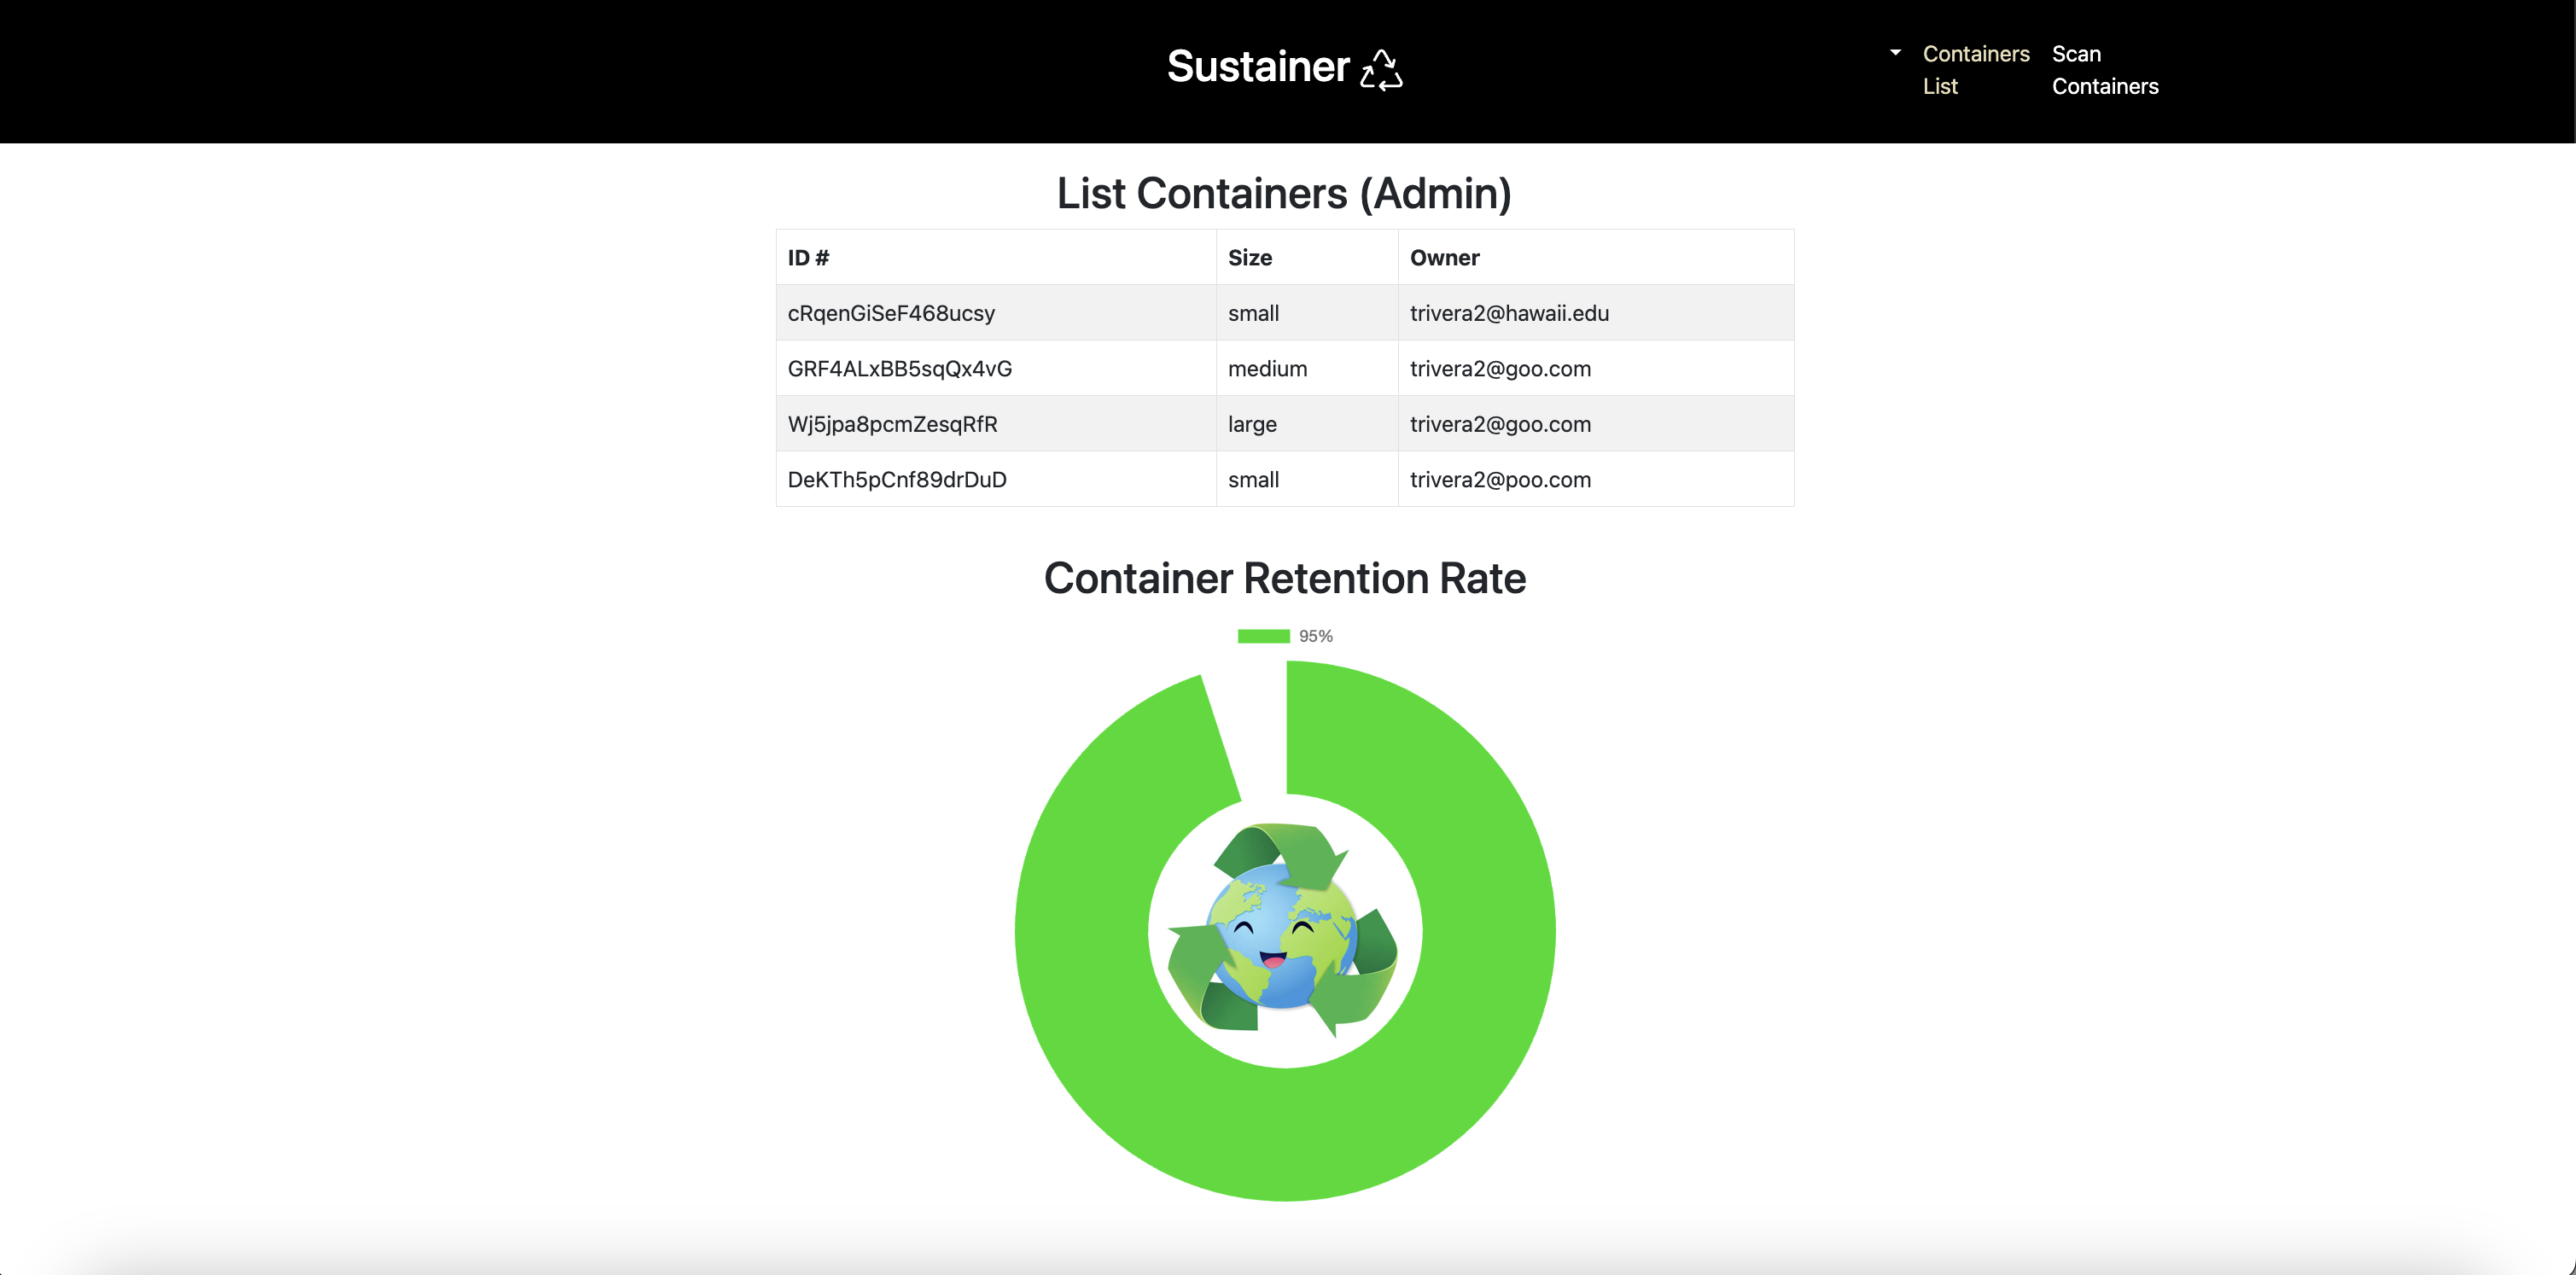 Sustainer
Containers List
Scan Containers
List Containers (Admin)
ID # Size Owner
cRqenGiSeF468ucsy small trivera2@hawaii.edu
GRF4ALxBB5sqQx4vG medium trivera2@goo.com
Wj5jpa8pcmZesqRfR large trivera2@goo.com
DeKTh5pCnf89drDuD small trivera2@poo.com
Container Retention Rate
95%